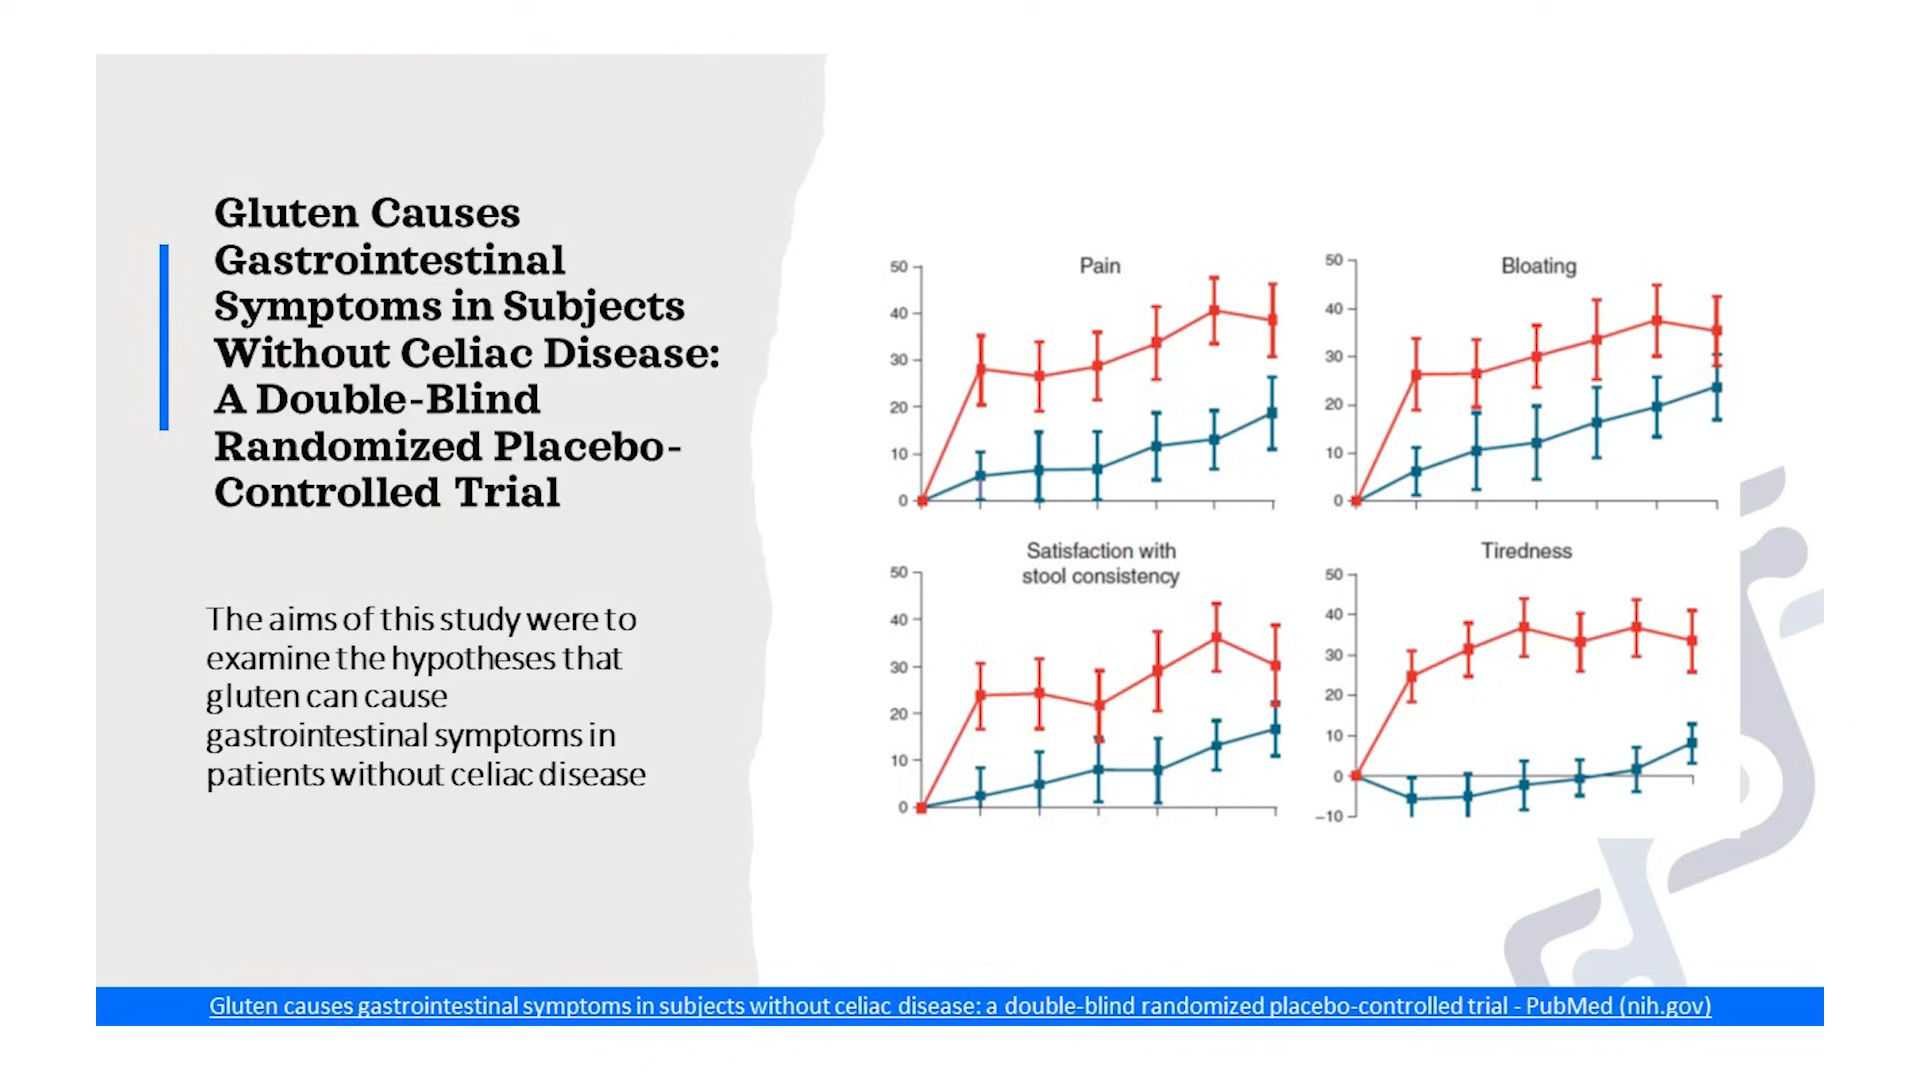 Gluten Causes
Gastrointestinal
Symptoms in Subjects
Without Celiac Disease:
A Double-Blind
Randomized Placebo-
Controlled Trial
The aims of this study were to
examine the hypotheses that
gluten can cause
gastrointestinal symptoms in
patients without celiac disease
Pain
50
40
30
20
10
0
Bloating
50
40
30
20
10
0
Satisfaction with
stool consistency
50
40
30
20
10
0
Tiredness
50
40
30
20
10
0
−10
Gluten causes gastrointestinal symptoms in subjects without celiac disease: a double-blind randomized placebo-controlled trial - PubMed (nih.gov)